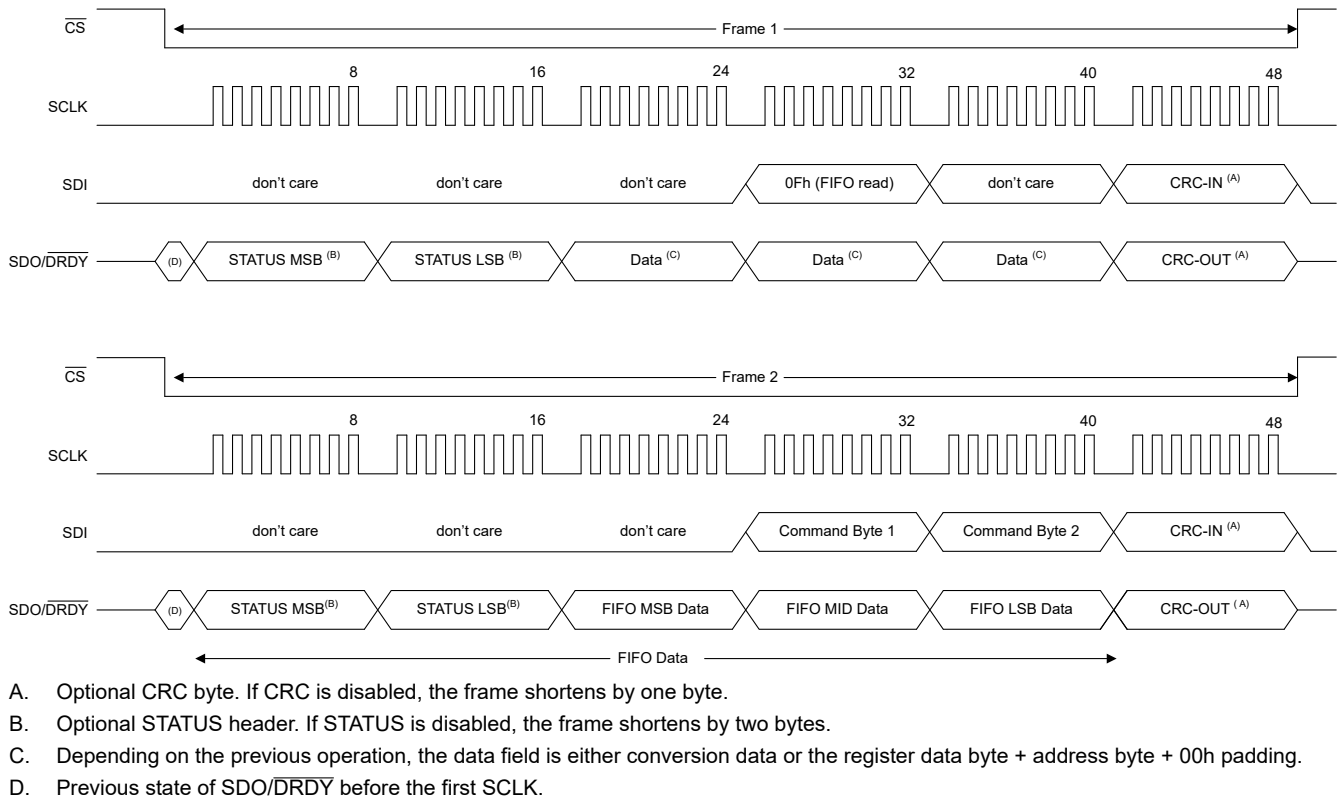 CS
Frame 1
8 16 24 32 40 48
SCLK
SDI don't care don't care don't care 0Fh (FIFO read) don't care CRC-IN (A)
SDO/DRDY (D) STATUS MSB (B) STATUS LSB (B) Data (C) Data (C) Data (C) CRC-OUT (A)
CS
Frame 2
8 16 24 32 40 48
SCLK
SDI don't care don't care don't care Command Byte 1 Command Byte 2 CRC-IN (A)
SDO/DRDY (D) STATUS MSB(B) STATUS LSB(B) FIFO MSB Data FIFO MID Data FIFO LSB Data CRC-OUT (A)
FIFO Data
A. Optional CRC byte. If CRC is disabled, the frame shortens by one byte.
B. Optional STATUS header. If STATUS is disabled, the frame shortens by two bytes.
C. Depending on the previous operation, the data field is either conversion data or the register data byte + address byte + 00h padding.
D. Previous state of SDO/DRDY before the first SCLK.